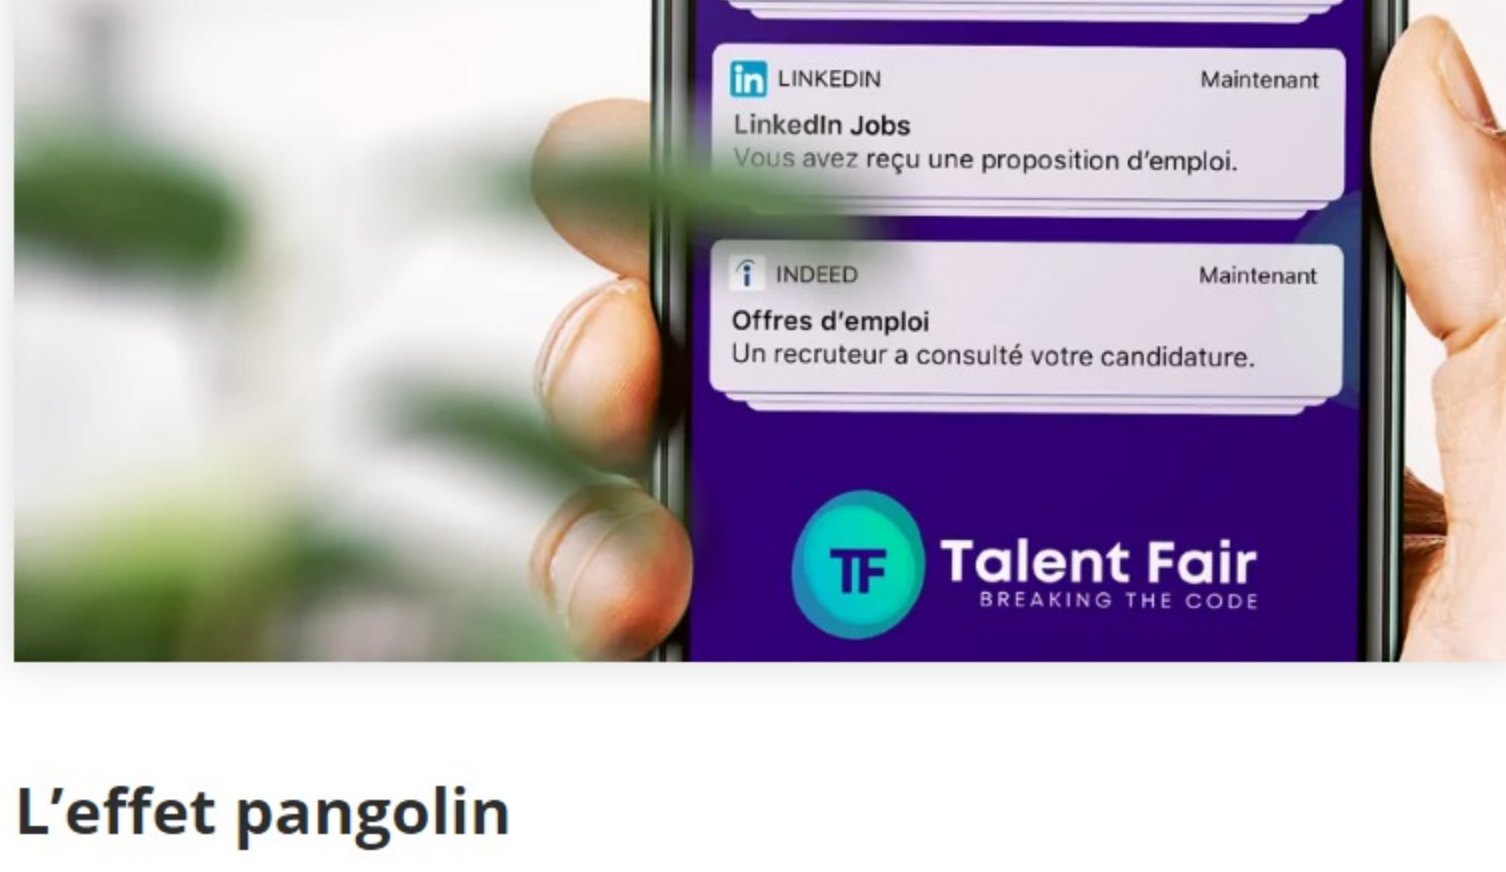 in LINKEDIN Maintenant
LinkedIn Jobs
Vous avez reçu une proposition d’emploi.
i INDEED Maintenant
Offres d’emploi
Un recruteur a consulté votre candidature.
TF Talent Fair
BREAKING THE CODE
L’effet pangolin